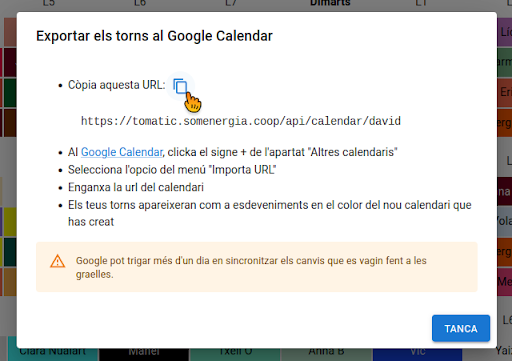 L5 L6 L7 Dimarts L1
Exportar els torns al Google Calendar
Còpia aquesta URL:
https://tomatic.somenergia.coop/api/calendar/david
Al Google Calendar, clicka el signe + de l'apartat "Altres calendaris"
Selecciona l'opcio del menú "Importa URL"
Enganxa la url del calendari
Els teus torns apareixeran com a esdeveniments en el color del nou calendari que
has creat
Google pot trigar més d'un dia en sincronitzar els canvis que es vagin fent a les
graelles.
TANCA
Clara Nualart Txell O Anna B Vic